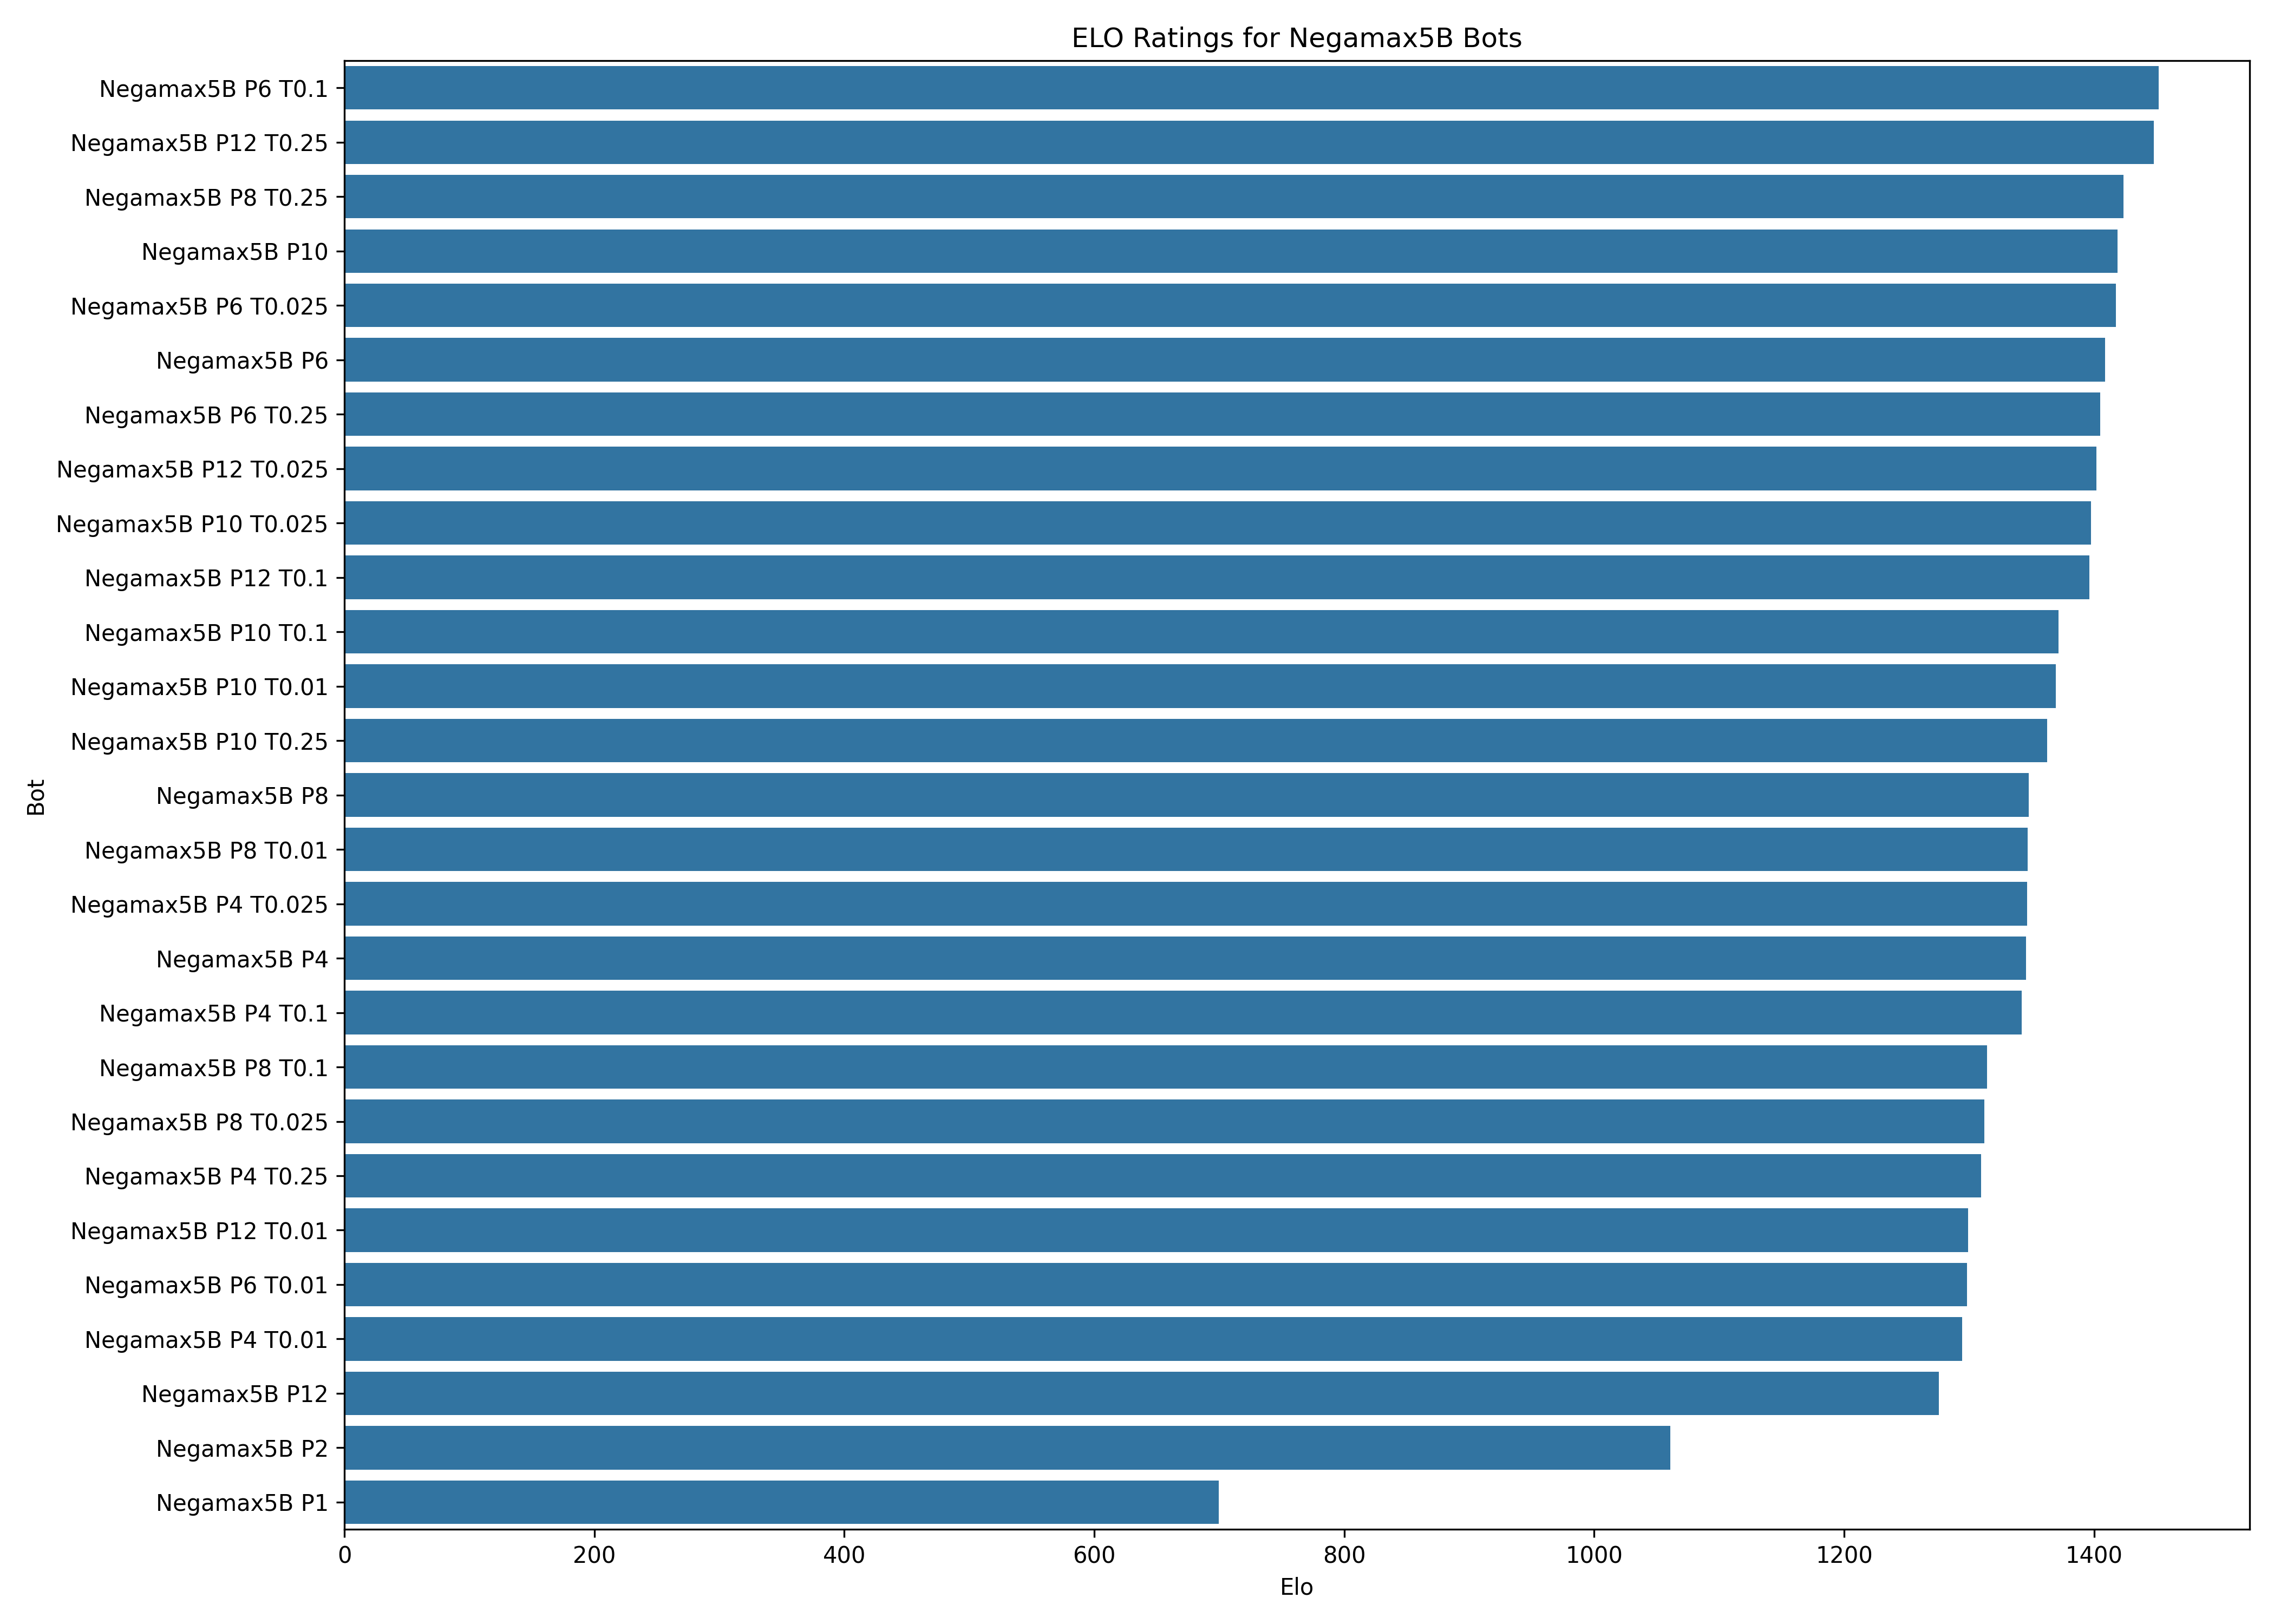 ELO Ratings for Negamax5B Bots
Negamax5B P6 T0.1
Negamax5B P12 T0.25
Negamax5B P8 T0.25
Negamax5B P10
Negamax5B P6 T0.025
Negamax5B P6
Negamax5B P6 T0.25
Negamax5B P12 T0.025
Negamax5B P10 T0.025
Negamax5B P12 T0.1
Negamax5B P10 T0.1
Negamax5B P10 T0.01
Negamax5B P10 T0.25
Negamax5B P8
Negamax5B P8 T0.01
Negamax5B P4 T0.025
Negamax5B P4
Negamax5B P4 T0.1
Negamax5B P8 T0.1
Negamax5B P8 T0.025
Negamax5B P4 T0.25
Negamax5B P12 T0.01
Negamax5B P6 T0.01
Negamax5B P4 T0.01
Negamax5B P12
Negamax5B P2
Negamax5B P1
Bot
0 200 400 600 800 1000 1200 1400
Elo